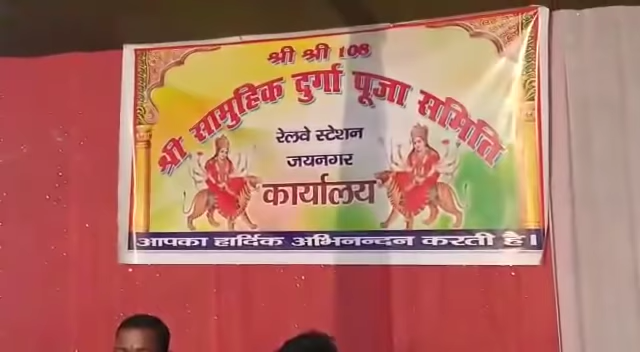 श्री श्री 108
श्री सामुहिक दुर्गा पूजा समिति
रेलवे स्टेशन
जयनगर
कार्यालय
आपका हार्दिक अभिनन्दन करती है।